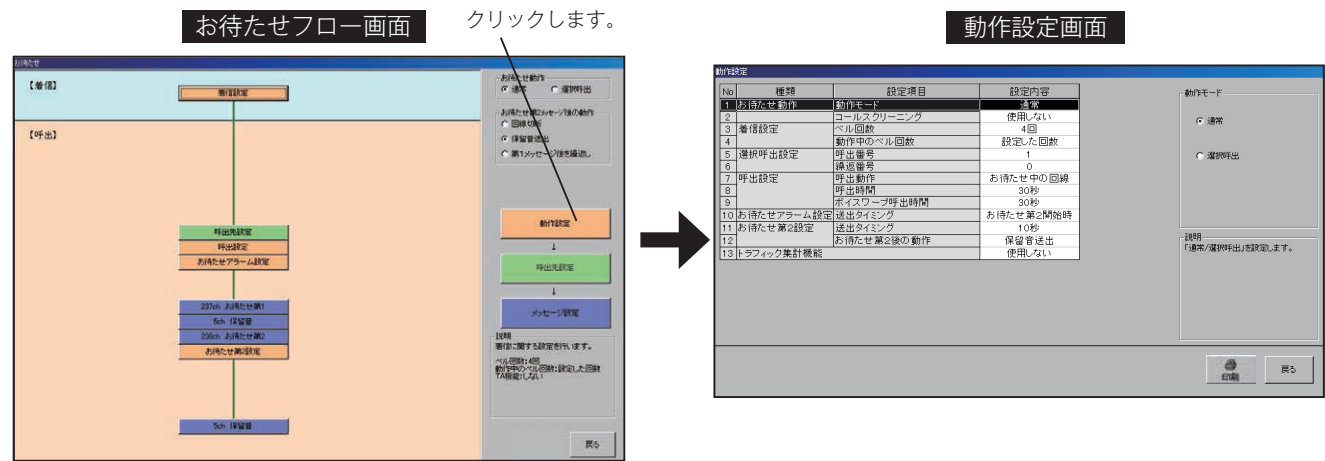 お待たせフロー画面
クリックします。
動作設定画面
お待たせ
【着信】
着信設定
【呼出】
呼出先設定
呼出設定
お待たせアラーム設定
237ch お待たせ第1
5ch 保留音
238ch お待たせ第2
お待たせ第2設定
5ch 保留音
お待たせ動作
通常 選択呼出
お待たせ第2メッセージ後の動作
回線切断
保留音送出
第1メッセージ後を繰返し
動作設定
↓
呼出先設定
↓
メッセージ設定
説明
着信に関する設定を行います。
ベル回数:4回
動作中のベル回数:設定した回数
TA機能:しない
戻る
動作設定
No 種類 設定項目 設定内容
1 お待たせ動作 動作モード 通常
2 コールスクリーニング 使用しない
3 着信設定 ベル回数 4回
4 動作中のベル回数 設定した回数
5 選択呼出設定 呼出番号 1
6 繰返番号 0
7 呼出設定 呼出動作 お待たせ中の回線
8 呼出時間 30秒
9 ボイスワープ呼出時間 30秒
10 お待たせアラーム設定 送出タイミング お待たせ第2開始時
11 お待たせ第2設定 送出タイミング 10秒
12 お待たせ第2後の動作 保留音送出
13 トラフィック集計機能 使用しない
動作モード
通常
選択呼出
説明
「通常/選択呼出」を設定します。
印刷
戻る